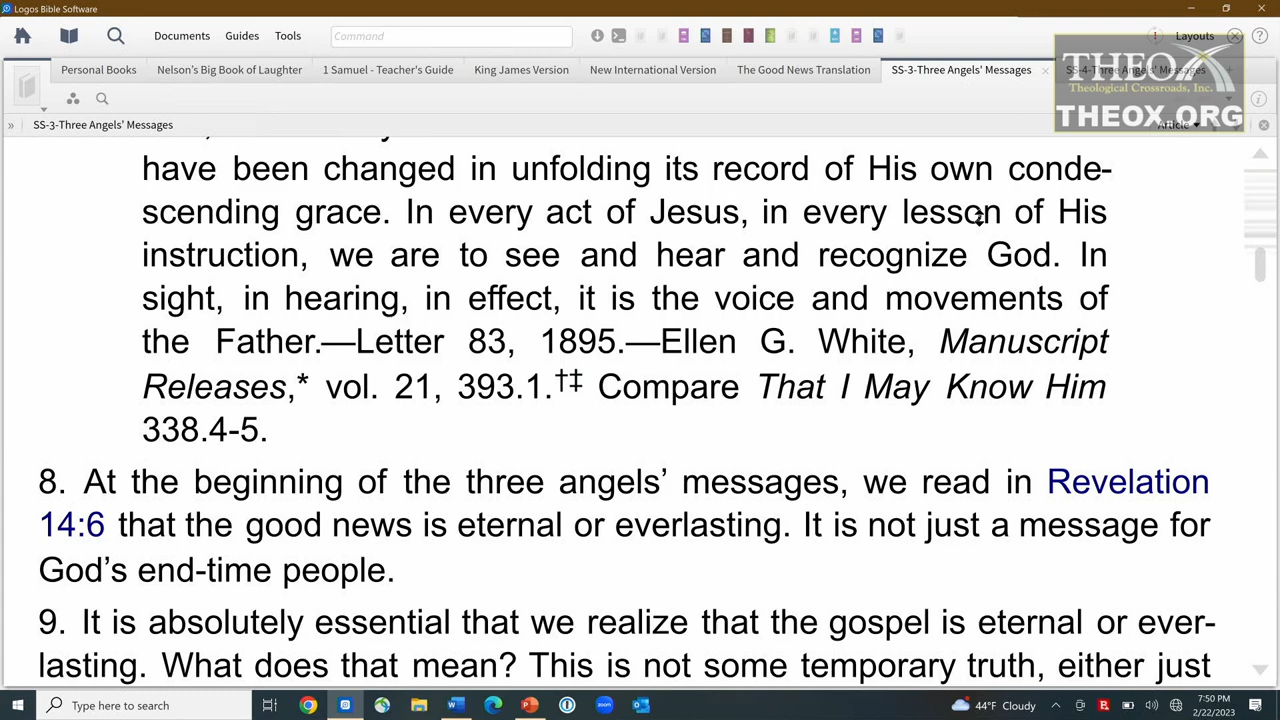 Logos Bible Software
Documents Guides Tools Command Layouts
Personal Books Nelson's Big Book of Laughter King James Version New International Version The Good News Translation SS-3-Three Angels' Messages SS-4-Three Angels' Messages
THEOX
Theological Crossroads, Inc.
THEOX.ORG
SS-3-Three Angels' Messages Article
have been changed in unfolding its record of His own conde-
scending grace. In every act of Jesus, in every lesson of His
instruction, we are to see and hear and recognize God. In
sight, in hearing, in effect, it is the voice and movements of
the Father.—Letter 83, 1895.—Ellen G. White, Manuscript
Releases,* vol. 21, 393.1.†‡ Compare That I May Know Him
338.4-5.
8. At the beginning of the three angels’ messages, we read in Revelation
14:6 that the good news is eternal or everlasting. It is not just a message for
God’s end-time people.
9. It is absolutely essential that we realize that the gospel is eternal or ever-
lasting. What does that mean? This is not some temporary truth, either just
Type here to search
zoom
44°F Cloudy
7:50 PM
2/22/2023